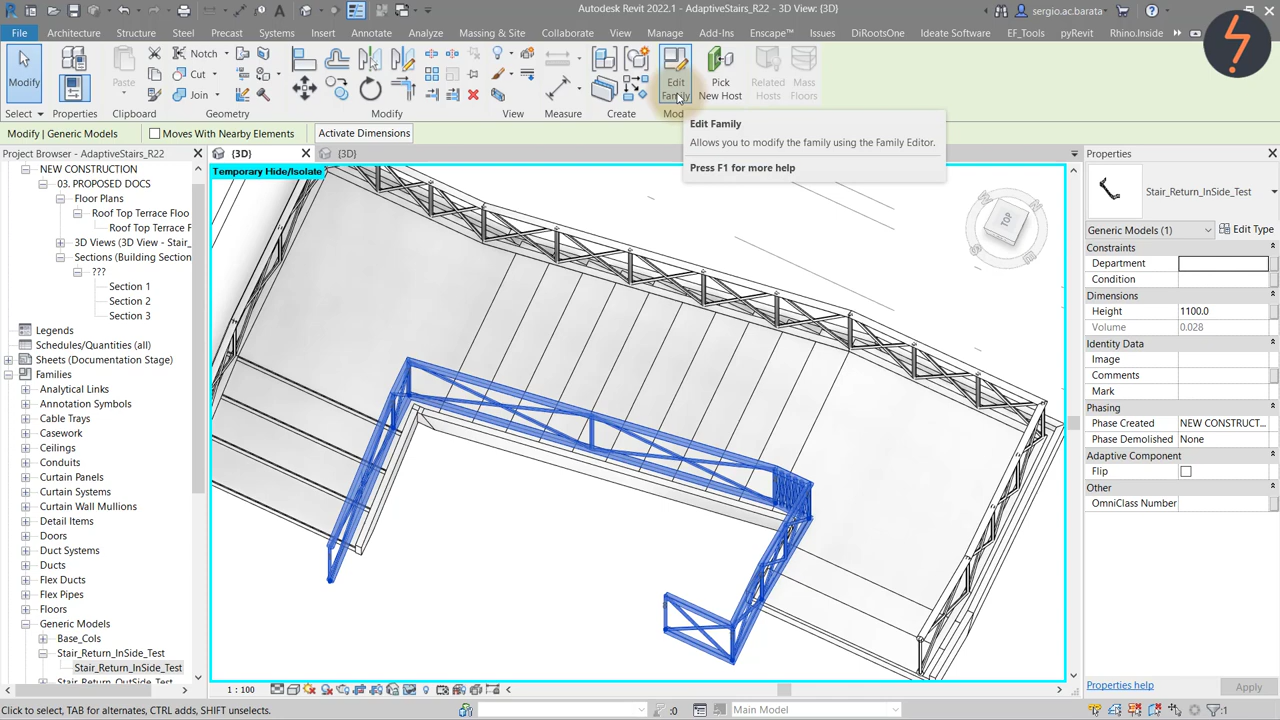 Autodesk Revit 2022.1 - AdaptiveStairs_R22 - 3D View: {3D}
sergio.ac.barata
File
Architecture
Structure
Steel
Precast
Systems
Insert
Annotate
Analyze
Massing & Site
Collaborate
View
Manage
Add-Ins
Enscape™
Issues
DiRootsOne
Ideate Software
EF_Tools
pyRevit
Rhino.Inside
Modify
Paste
Notch
Cut
Join
Edit
Family
Pick
New Host
Related
Hosts
Mass
Floors
Select
Properties
Clipboard
Geometry
Modify
View
Measure
Create
Mod
Edit Family
Allows you to modify the family using the Family Editor.
Press F1 for more help
Modify | Generic Models
Moves With Nearby Elements
Activate Dimensions
Project Browser - AdaptiveStairs_R22
NEW CONSTRUCTION
03. PROPOSED DOCS
Floor Plans
Roof Top Terrace Floo
Roof Top Terrace F
3D Views (3D View - Stair_
Sections (Building Section
???
Section 1
Section 2
Section 3
Legends
Schedules/Quantities (all)
Sheets (Documentation Stage)
Families
Analytical Links
Annotation Symbols
Cable Trays
Casework
Ceilings
Conduits
Curtain Panels
Curtain Systems
Curtain Wall Mullions
Detail Items
Doors
Duct Systems
Ducts
Flex Ducts
Flex Pipes
Floors
Generic Models
Base_Cols
Stair_Return_InSide_Test
Stair_Return_InSide_Test
Stair_Return_OutSide_Test
{3D}
{3D}
Temporary Hide/Isolate
TOP
1 : 100
Properties
Stair_Return_InSide_Test
Generic Models (1)
Edit Type
Constraints
Department
Condition
Dimensions
Height 1100.0
Volume 0.028
Identity Data
Image
Comments
Mark
Phasing
Phase Created NEW CONSTRUCT...
Phase Demolished None
Adaptive Component
Flip
Other
OmniClass Number
Properties help
Apply
Click to select, TAB for alternates, CTRL adds, SHIFT unselects.
:0
Main Model
:1